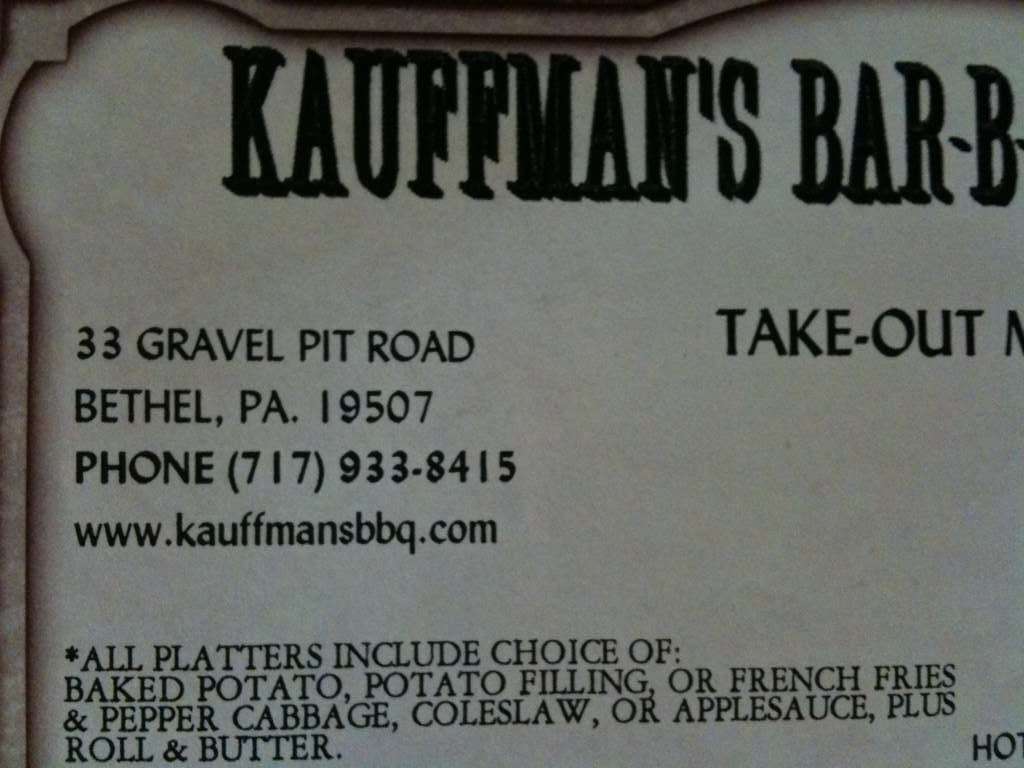 KAUFFMAN'S BAR-B-
33 GRAVEL PIT ROAD
TAKE-OUT
BETHEL, PA. 19507
PHONE (717) 933-8415
www.kauffmansbbq.com
*ALL PLATTERS INCLUDE CHOICE OF:
BAKED POTATO, POTATO FILLING, OR FRENCH FRIES
& PEPPER CABBAGE, COLESLAW, OR APPLESAUCE, PLUS
ROLL & BUTTER.
HOT